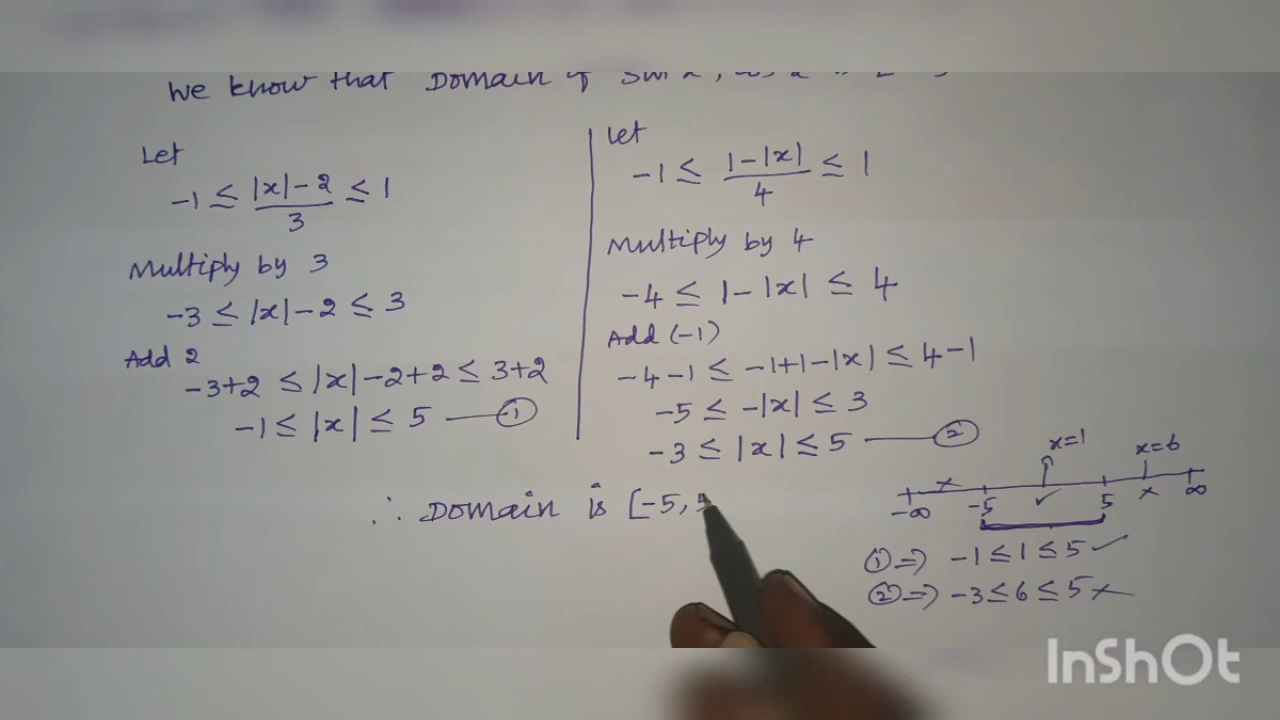 We know that Domain of
Let
-1 ≤ |x|-2/3 ≤ 1
Multiply by 3
-3 ≤ |x|-2 ≤ 3
Add 2
-3+2 ≤ |x|-2+2 ≤ 3+2
-1 ≤ |x| ≤ 5 —— ①
Let
-1 ≤ 1-|x|/4 ≤ 1
Multiply by 4
-4 ≤ 1-|x| ≤ 4
Add (-1)
-4-1 ≤ -1+1-|x| ≤ 4-1
-5 ≤ -|x| ≤ 3
-3 ≤ |x| ≤ 5 —— ②
∴ Domain is [-5,
x=1 x=6
× ✓ ×
-∞ -5 5 ∞
① ⇒ -1 ≤ 1 ≤ 5 ✓
② ⇒ -3 ≤ 6 ≤ 5 ×
InShOt